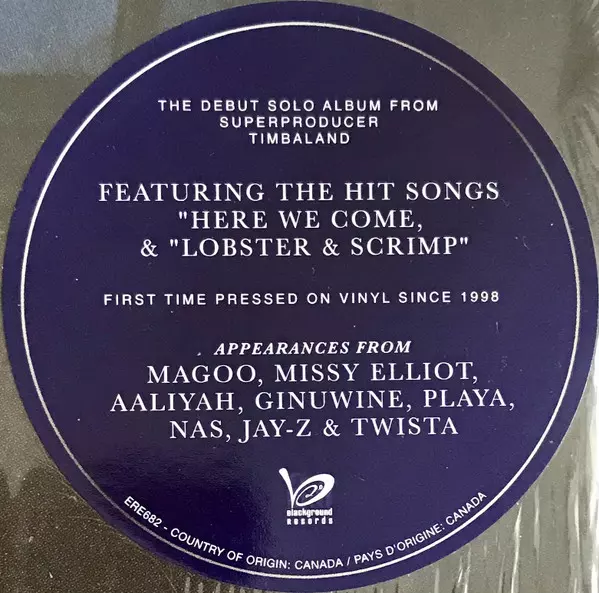 THE DEBUT SOLO ALBUM FROM
SUPERPRODUCER
TIMBALAND
FEATURING THE HIT SONGS
"HERE WE COME,
& "LOBSTER & SCRIMP"
FIRST TIME PRESSED ON VINYL SINCE 1998
APPEARANCES FROM
MAGOO, MISSY ELLIOT,
AALIYAH, GINUWINE, PLAYA,
NAS, JAY-Z & TWISTA
blackground
Records
ERE682 - COUNTRY OF ORIGIN: CANADA / PAYS D'ORIGINE: CANADA